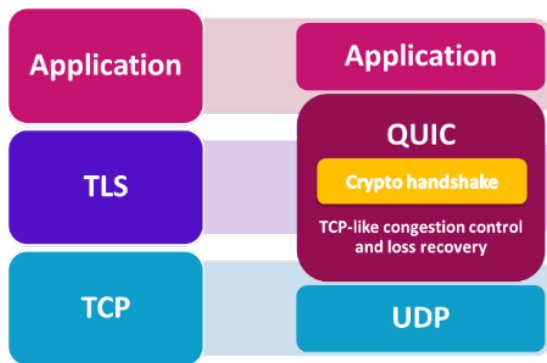 Application
TLS
TCP
Application
QUIC
Crypto handshake
TCP-like congestion control
and loss recovery
UDP